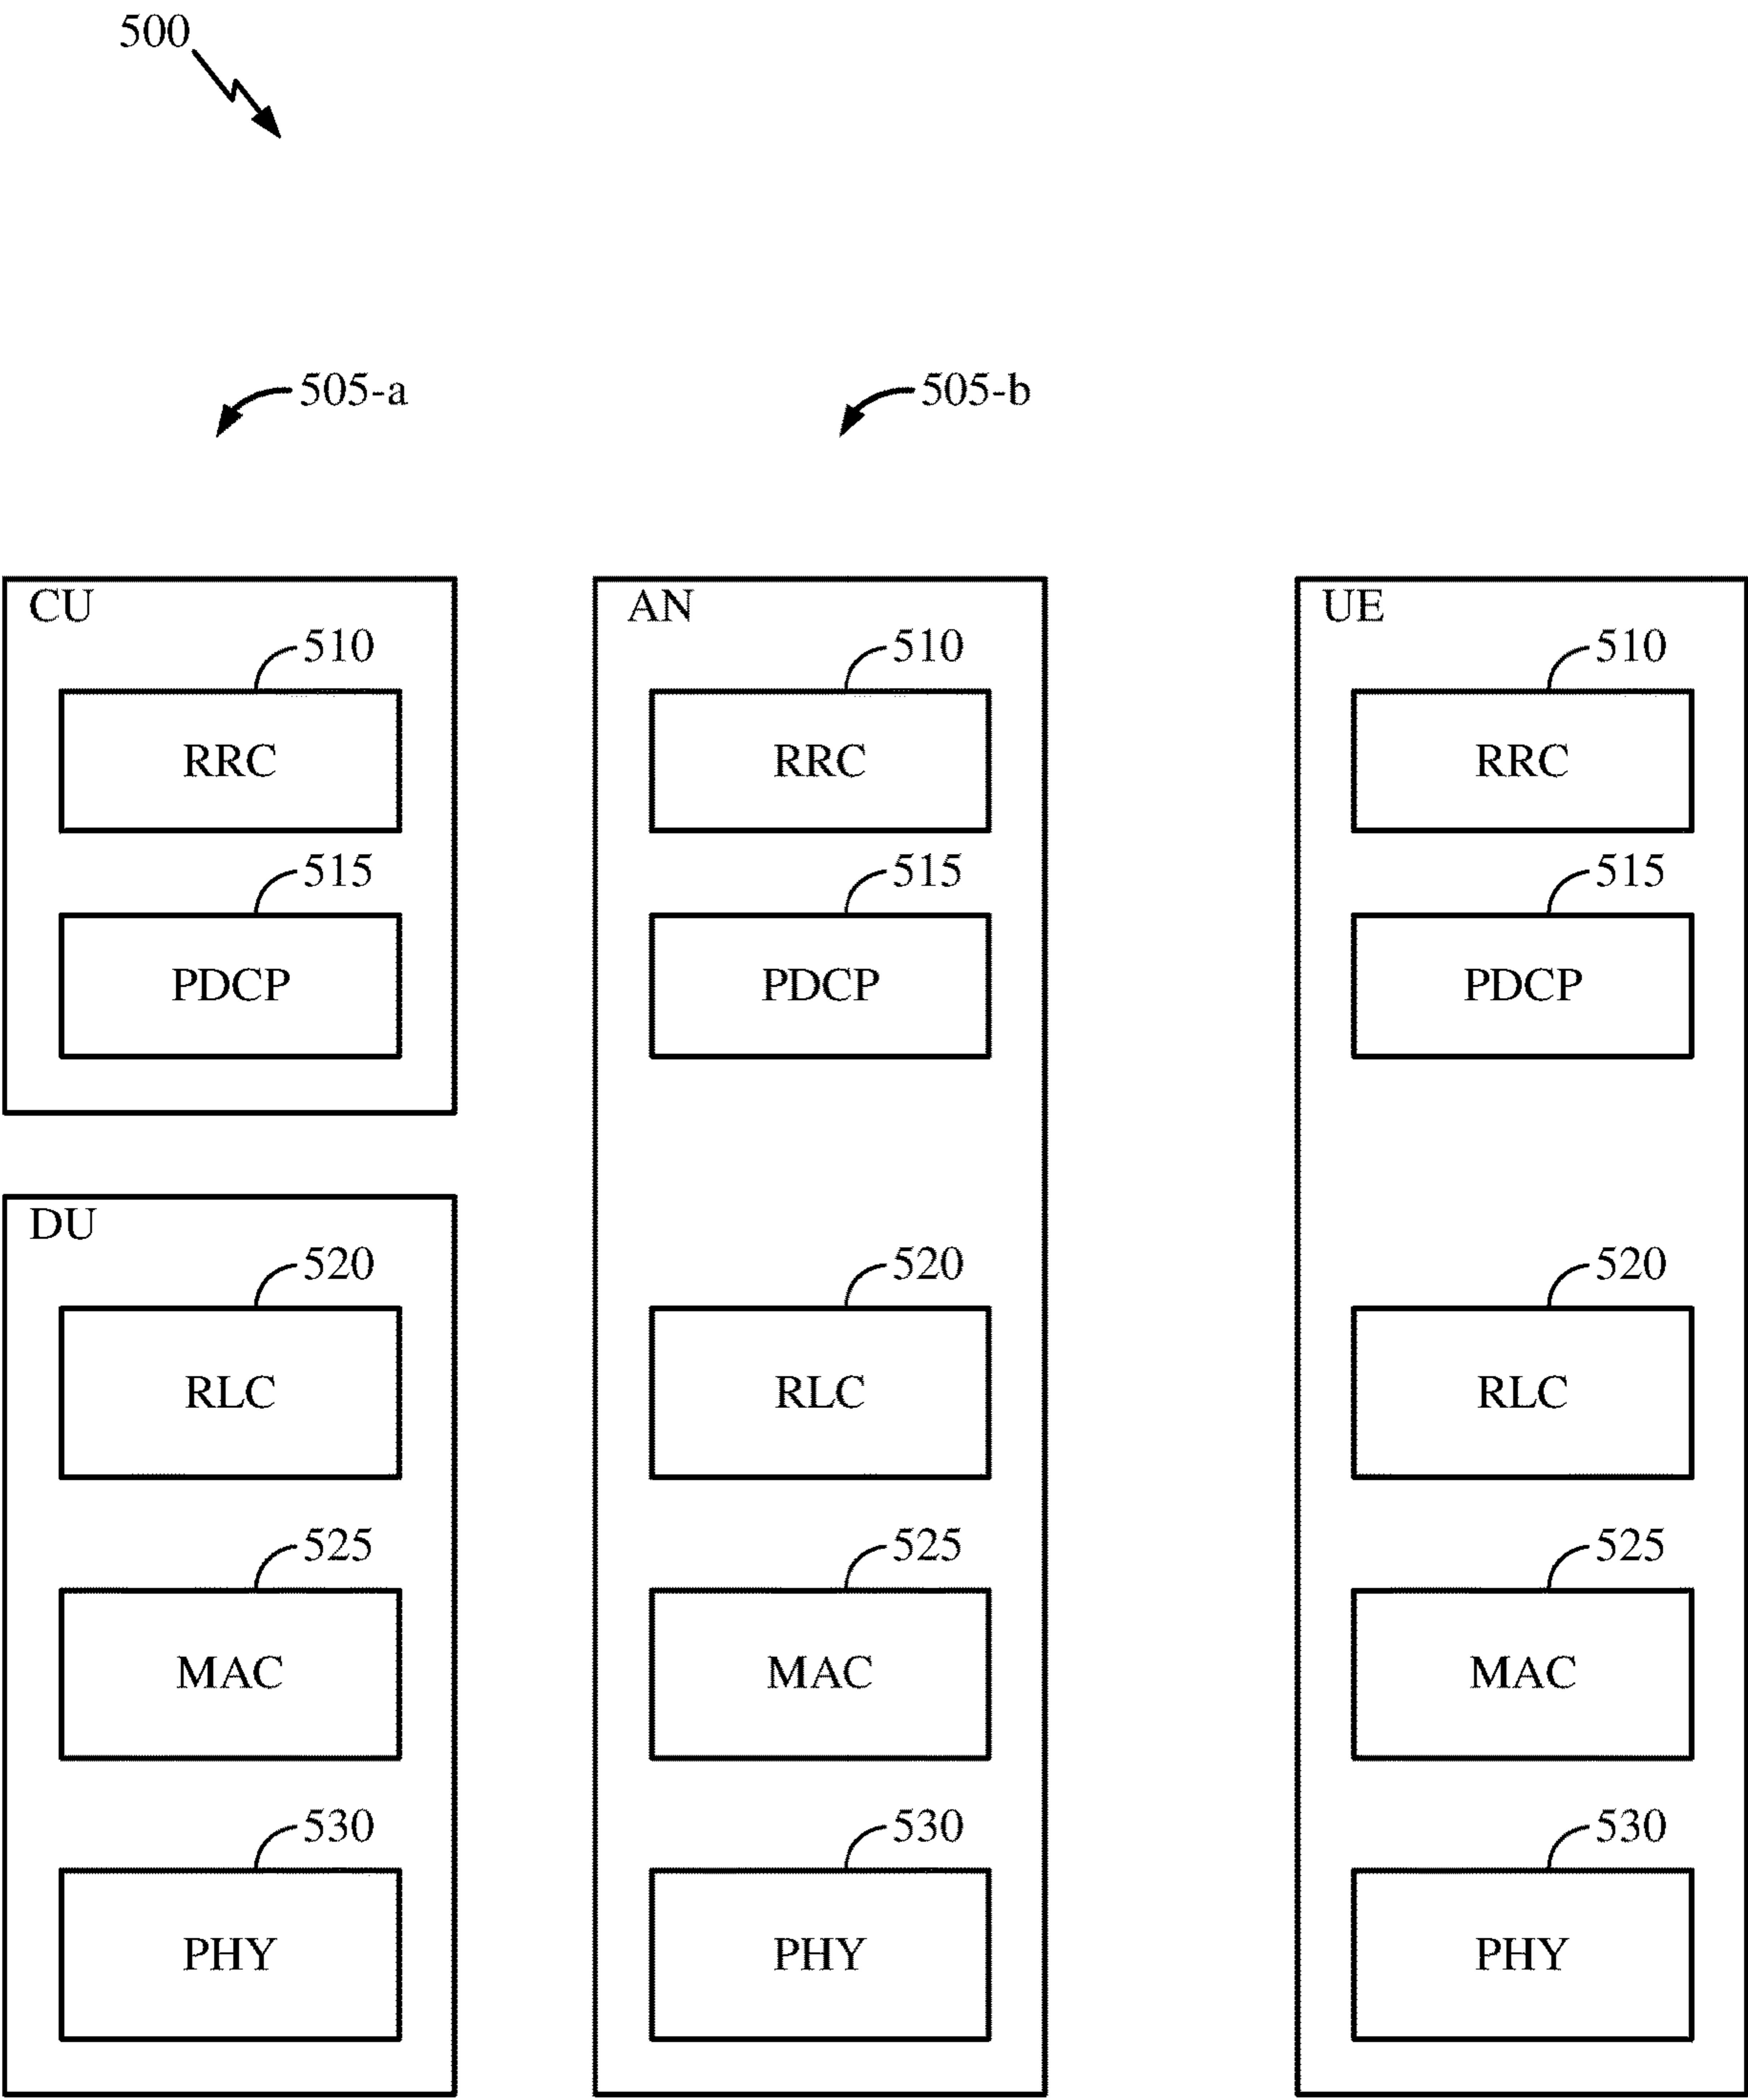 500
505-a 505-b
CU AN UE
510 510 510
RRC RRC RRC
515 515 515
PDCP PDCP PDCP
DU
520 520 520
RLC RLC RLC
525 525 525
MAC MAC MAC
530 530 530
PHY PHY PHY